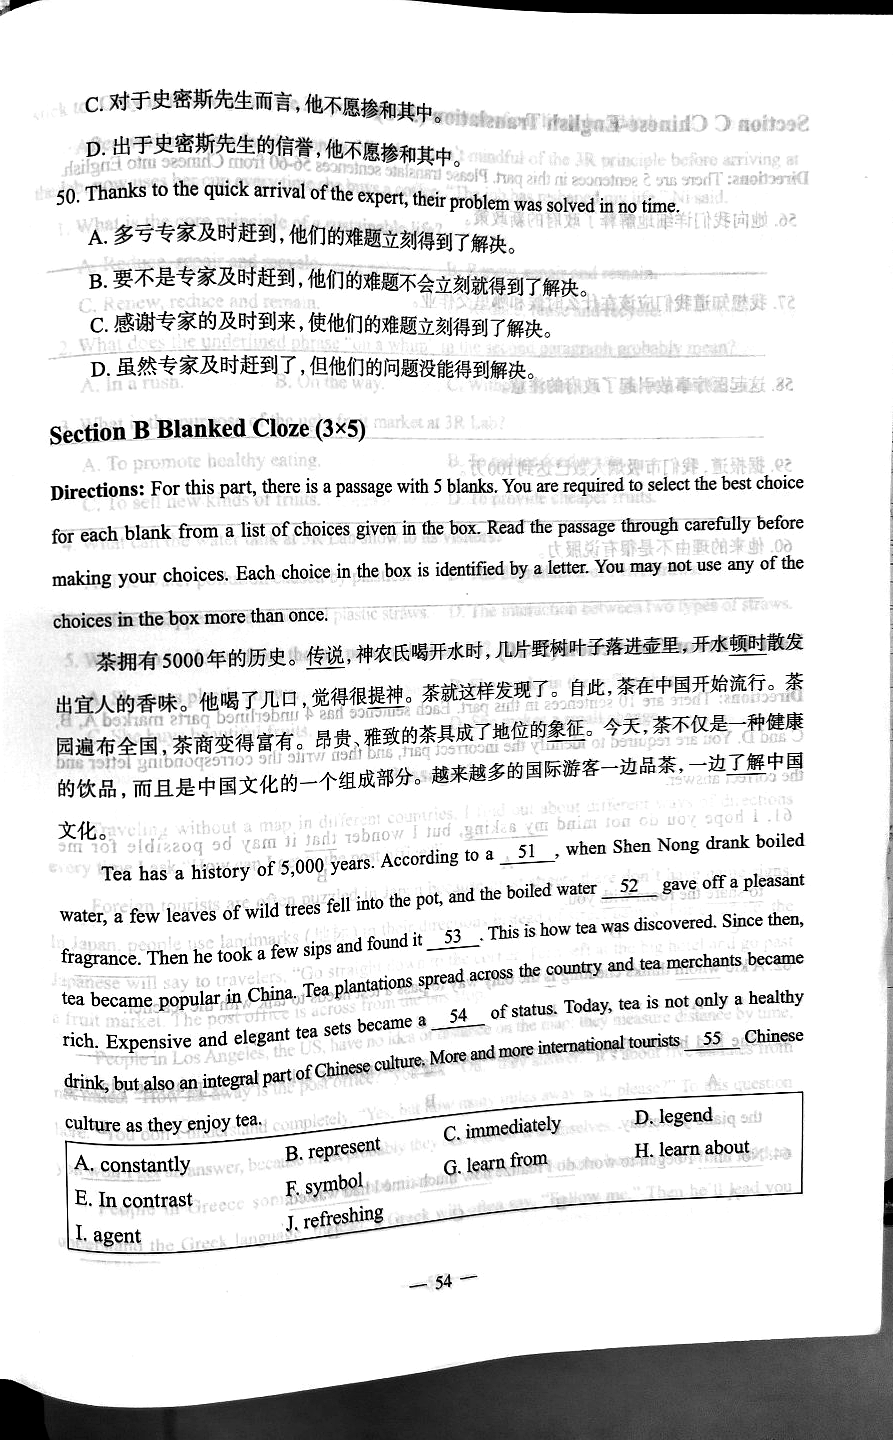 C. 对于史密斯先生而言,他不愿掺和其中。
D. 出于史密斯先生的信誉,他不愿掺和其中。
50. Thanks to the quick arrival of the expert, their problem was solved in no time.
A. 多亏专家及时赶到,他们的难题立刻得到了解决。
B. 要不是专家及时赶到,他们的难题不会立刻就得到了解决。
C. 感谢专家的及时到来,使他们的难题立刻得到了解决。
D. 虽然专家及时赶到了,但他们的问题没能得到解决。
Section B Blanked Cloze (3×5)
Directions: For this part, there is a passage with 5 blanks. You are required to select the best choice
for each blank from a list of choices given in the box. Read the passage through carefully before
making your choices. Each choice in the box is identified by a letter. You may not use any of the
choices in the box more than once.
茶拥有5000年的历史。传说,神农氏喝开水时,几片野树叶子落进壶里,开水顿时散发
出宜人的香味。他喝了几口,觉得很提神。茶就这样发现了。自此,茶在中国开始流行。茶
园遍布全国,茶商变得富有。昂贵、雅致的茶具成了地位的象征。今天,茶不仅是一种健康
的饮品,而且是中国文化的一个组成部分。越来越多的国际游客一边品茶,一边了解中国
文化。
Tea has a history of 5,000 years. According to a 51 , when Shen Nong drank boiled
water, a few leaves of wild trees fell into the pot, and the boiled water 52 gave off a pleasant
fragrance. Then he took a few sips and found it 53 . This is how tea was discovered. Since then,
tea became popular in China. Tea plantations spread across the country and tea merchants became
rich. Expensive and elegant tea sets became a 54 of status. Today, tea is not only a healthy
drink, but also an integral part of Chinese culture. More and more international tourists 55 Chinese
culture as they enjoy tea.
A. constantly B. represent C. immediately D. legend
E. In contrast F. symbol G. learn from H. learn about
I. agent J. refreshing
— 54 —